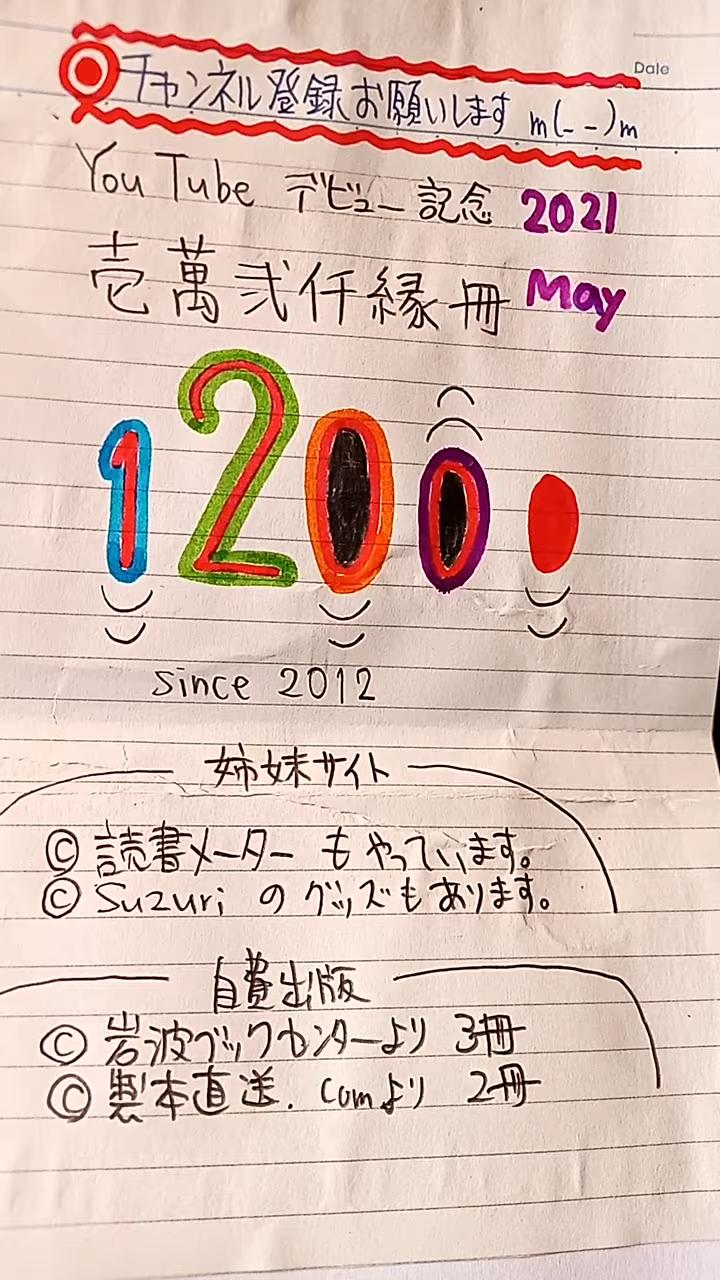 Date
チャンネル登録お願いします m(- -)m
YouTube デビュー記念 2021
壱萬弐仟縁冊 May
1200
since 2012
姉妹サイト
© 読書メーター もやっています。
© Suzuri のグッズもあります。
自費出版
© 岩波ブックセンターより 3冊
© 製本直送.comより 2冊